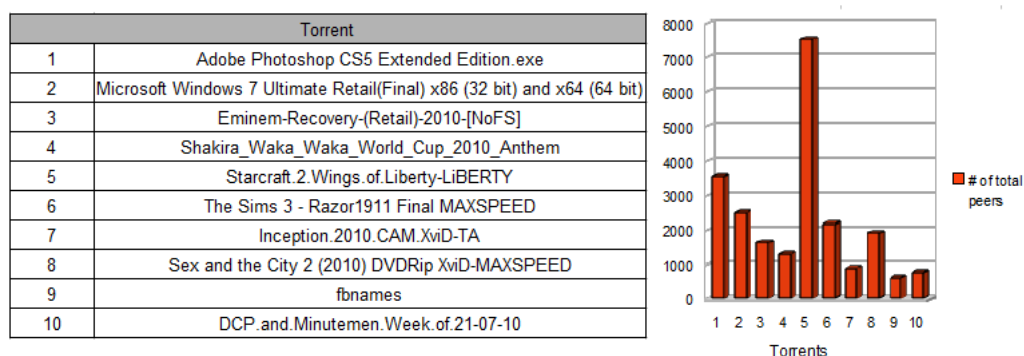 Torrent
1 Adobe Photoshop CS5 Extended Edition.exe
2 Microsoft Windows 7 Ultimate Retail(Final) x86 (32 bit) and x64 (64 bit)
3 Eminem-Recovery-(Retail)-2010-[NoFS]
4 Shakira_Waka_Waka_World_Cup_2010_Anthem
5 Starcraft.2.Wings.of.Liberty-LiBERTY
6 The Sims 3 - Razor1911 Final MAXSPEED
7 Inception.2010.CAM.XviD-TA
8 Sex and the City 2 (2010) DVDRip XviD-MAXSPEED
9 fbnames
10 DCP.and.Minutemen.Week.of.21-07-10
8000
7000
6000
5000
4000
3000
2000
1000
0
1 2 3 4 5 6 7 8 9 10
Torrents
# of total
peers